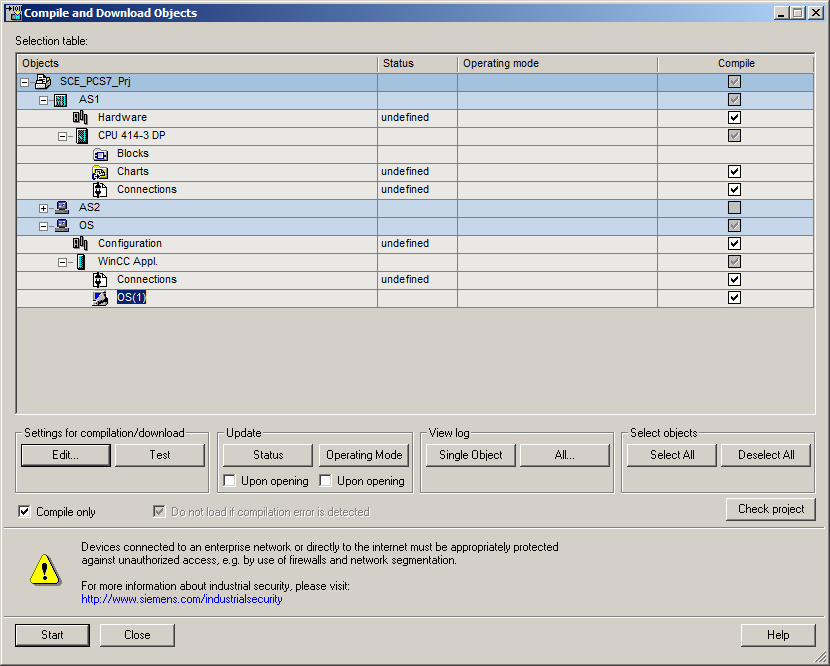 Compile and Download Objects
Selection table:
Objects Status Operating mode Compile
SCE_PCS7_Prj
AS1
Hardware undefined
CPU 414-3 DP
Blocks
Charts undefined
Connections undefined
AS2
OS
Configuration undefined
WinCC Appl.
Connections undefined
OS(1)
Settings for compilation/download Update View log Select objects
Edit... Test Status Operating Mode Single Object All... Select All Deselect All
Upon opening Upon opening
Compile only Do not load if compilation error is detected Check project
Devices connected to an enterprise network or directly to the internet must be appropriately protected
against unauthorized access, e.g. by use of firewalls and network segmentation.
For more information about industrial security, please visit:
http://www.siemens.com/industrialsecurity
Start Close Help